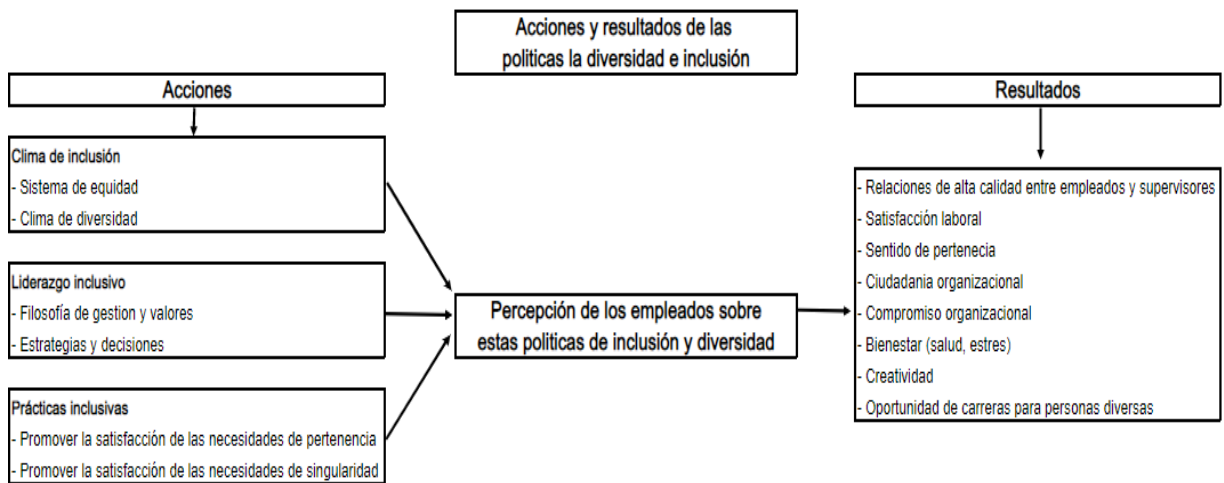 Acciones y resultados de las
politicas la diversidad e inclusión
Acciones
Clima de inclusión
- Sistema de equidad
- Clima de diversidad
Liderazgo inclusivo
- Filosofía de gestion y valores
- Estrategias y decisiones
Prácticas inclusivas
- Promover la satisfacción de las necesidades de pertenencia
- Promover la satisfacción de las necesidades de singularidad
Percepción de los empleados sobre
estas politicas de inclusión y diversidad
Resultados
- Relaciones de alta calidad entre empleados y supervisores
- Satisfacción laboral
- Sentido de pertenecia
- Ciudadania organizacional
- Compromiso organizacional
- Bienestar (salud, estres)
- Creatividad
- Oportunidad de carreras para personas diversas